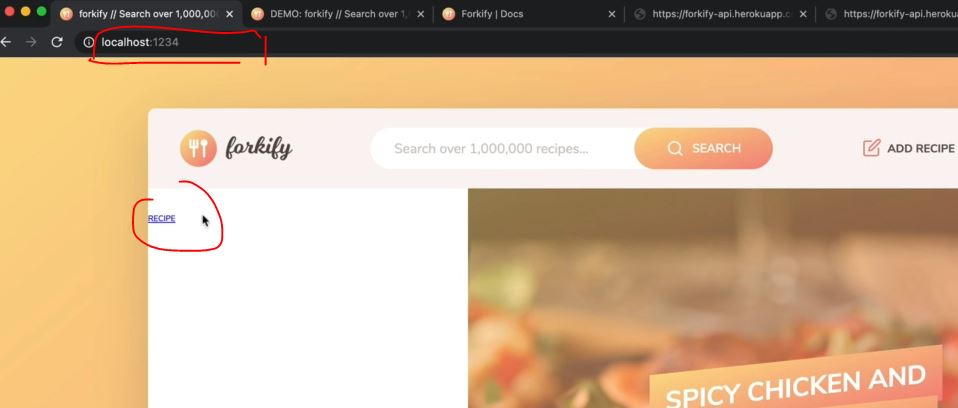 forkify // Search over 1,000,00
DEMO: forkify // Search over 1,
Forkify | Docs
https://forkify-api.herokuapp.c
https://forkify-api.heroku
localhost:1234
forkify
Search over 1,000,000 recipes...
SEARCH
ADD RECIPE
RECIPE
SPICY CHICKEN AND